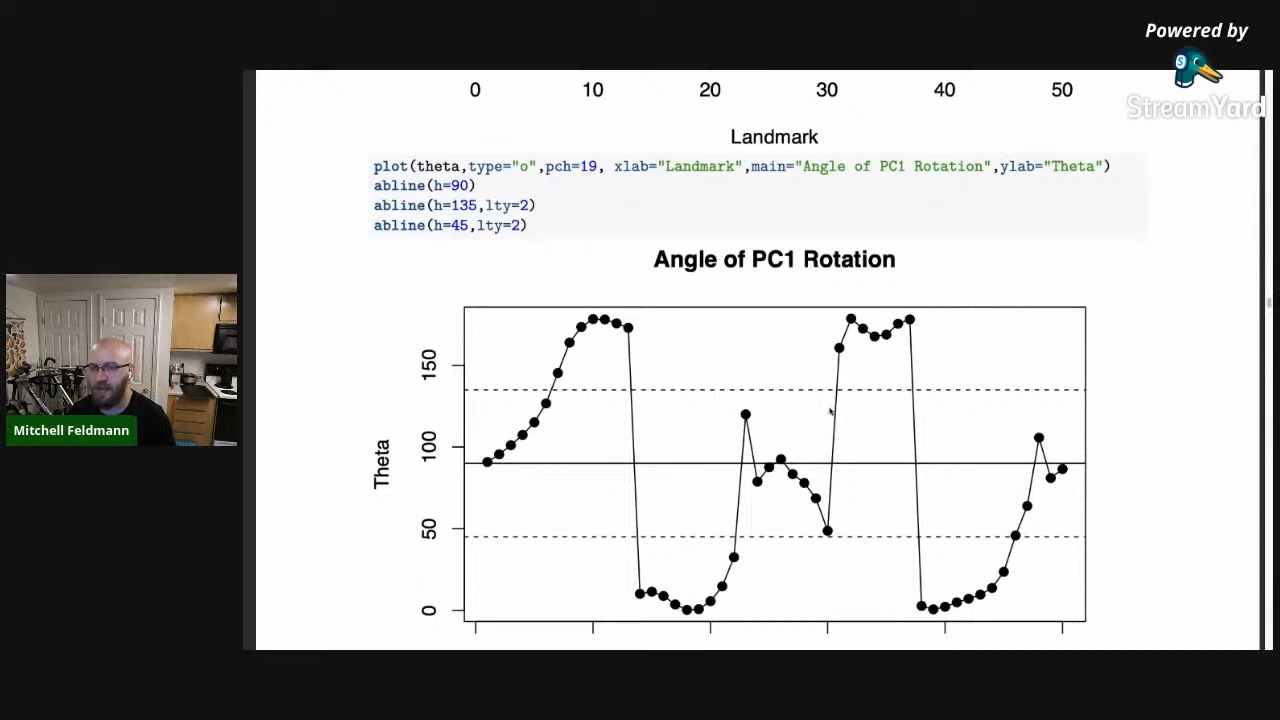 Powered by
StreamYard
0 10 20 30 40 50
Landmark
plot(theta,type="o",pch=19, xlab="Landmark",main="Angle of PC1 Rotation",ylab="Theta")
abline(h=90)
abline(h=135,lty=2)
abline(h=45,lty=2)
Angle of PC1 Rotation
150
100
50
0
Theta
Mitchell Feldmann